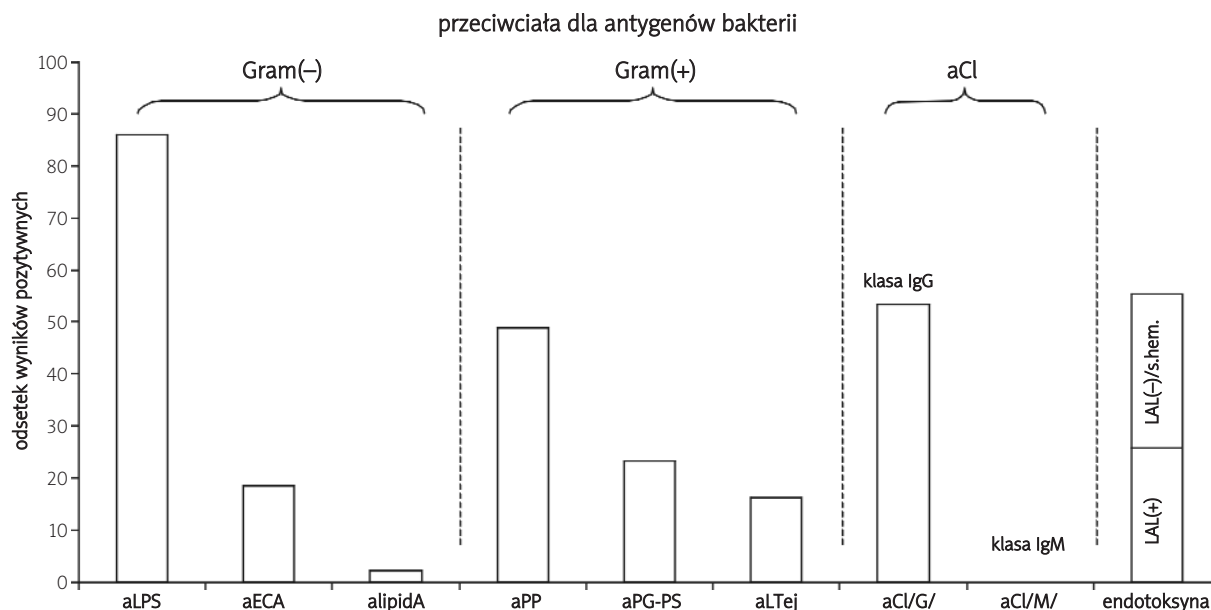 przeciwciała dla antygenów bakterii
Gram(–)
Gram(+)
aCl
odsetek wyników pozytywnych
100
90
80
70
60
50
40
30
20
10
0
klasa IgG
klasa IgM
LAL(–)/s.hem.
LAL(+)
aLPS
aECA
alipidA
aPP
aPG-PS
aLTej
aCl/G/
aCl/M/
endotoksyna